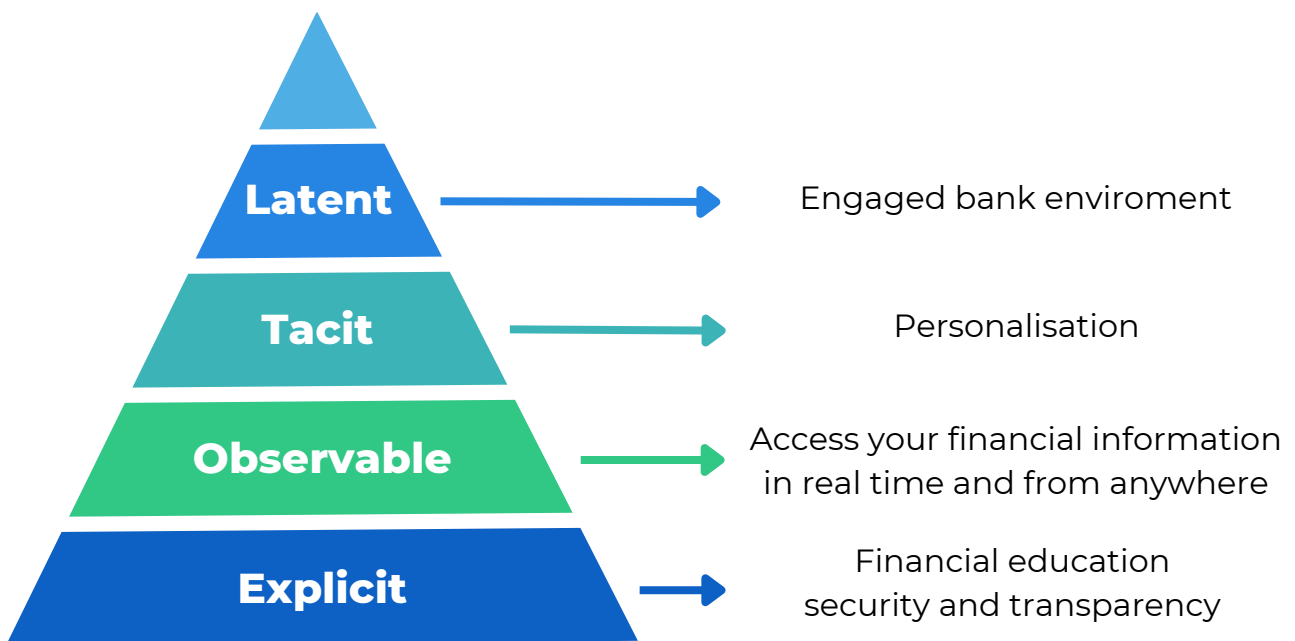 Latent
Engaged bank enviroment
Tacit
Personalisation
Observable
Access your financial information
in real time and from anywhere
Explicit
Financial education
security and transparency